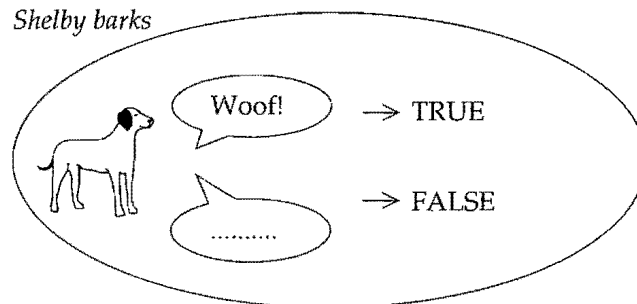 Shelby barks
Woof! → TRUE
.......... → FALSE